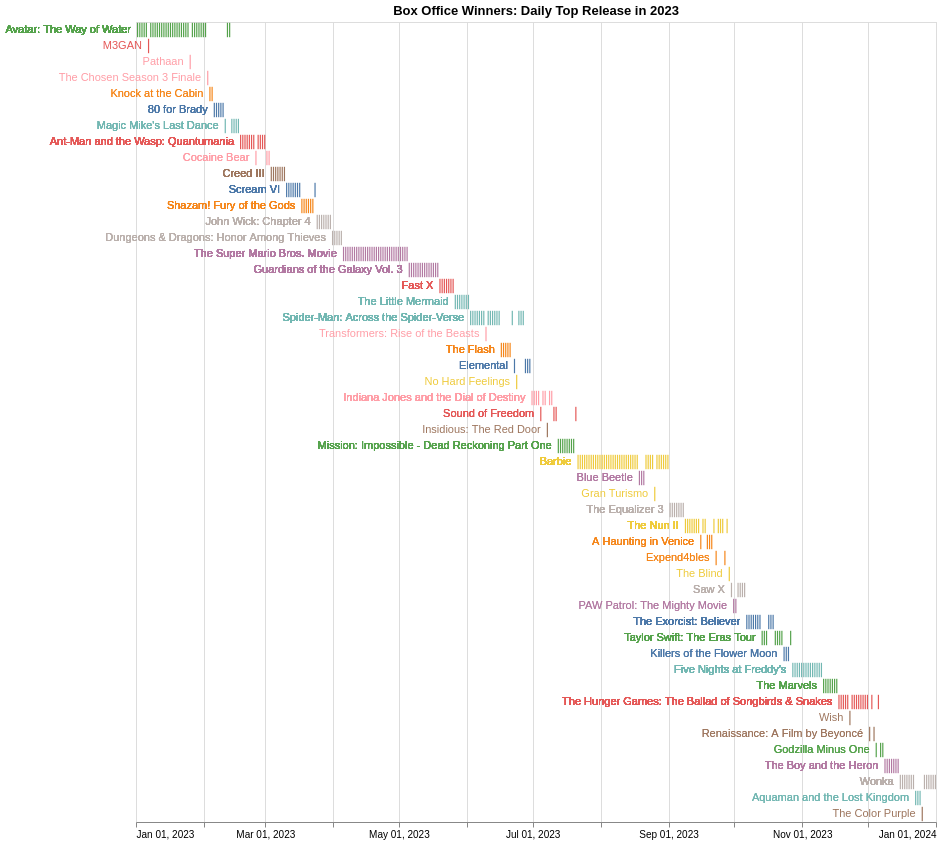 Box Office Winners: Daily Top Release in 2023
Avatar: The Way of Water
M3GAN
Pathaan
The Chosen Season 3 Finale
Knock at the Cabin
80 for Brady
Magic Mike's Last Dance
Ant-Man and the Wasp: Quantumania
Cocaine Bear
Creed III
Scream VI
Shazam! Fury of the Gods
John Wick: Chapter 4
Dungeons & Dragons: Honor Among Thieves
The Super Mario Bros. Movie
Guardians of the Galaxy Vol. 3
Fast X
The Little Mermaid
Spider-Man: Across the Spider-Verse
Transformers: Rise of the Beasts
The Flash
Elemental
No Hard Feelings
Indiana Jones and the Dial of Destiny
Sound of Freedom
Insidious: The Red Door
Mission: Impossible - Dead Reckoning Part One
Barbie
Blue Beetle
Gran Turismo
The Equalizer 3
The Nun II
A Haunting in Venice
Expend4bles
The Blind
Saw X
PAW Patrol: The Mighty Movie
The Exorcist: Believer
Taylor Swift: The Eras Tour
Killers of the Flower Moon
Five Nights at Freddy's
The Marvels
The Hunger Games: The Ballad of Songbirds & Snakes
Wish
Renaissance: A Film by Beyoncé
Godzilla Minus One
The Boy and the Heron
Wonka
Aquaman and the Lost Kingdom
The Color Purple
Jan 01, 2023 Mar 01, 2023 May 01, 2023 Jul 01, 2023 Sep 01, 2023 Nov 01, 2023 Jan 01, 2024